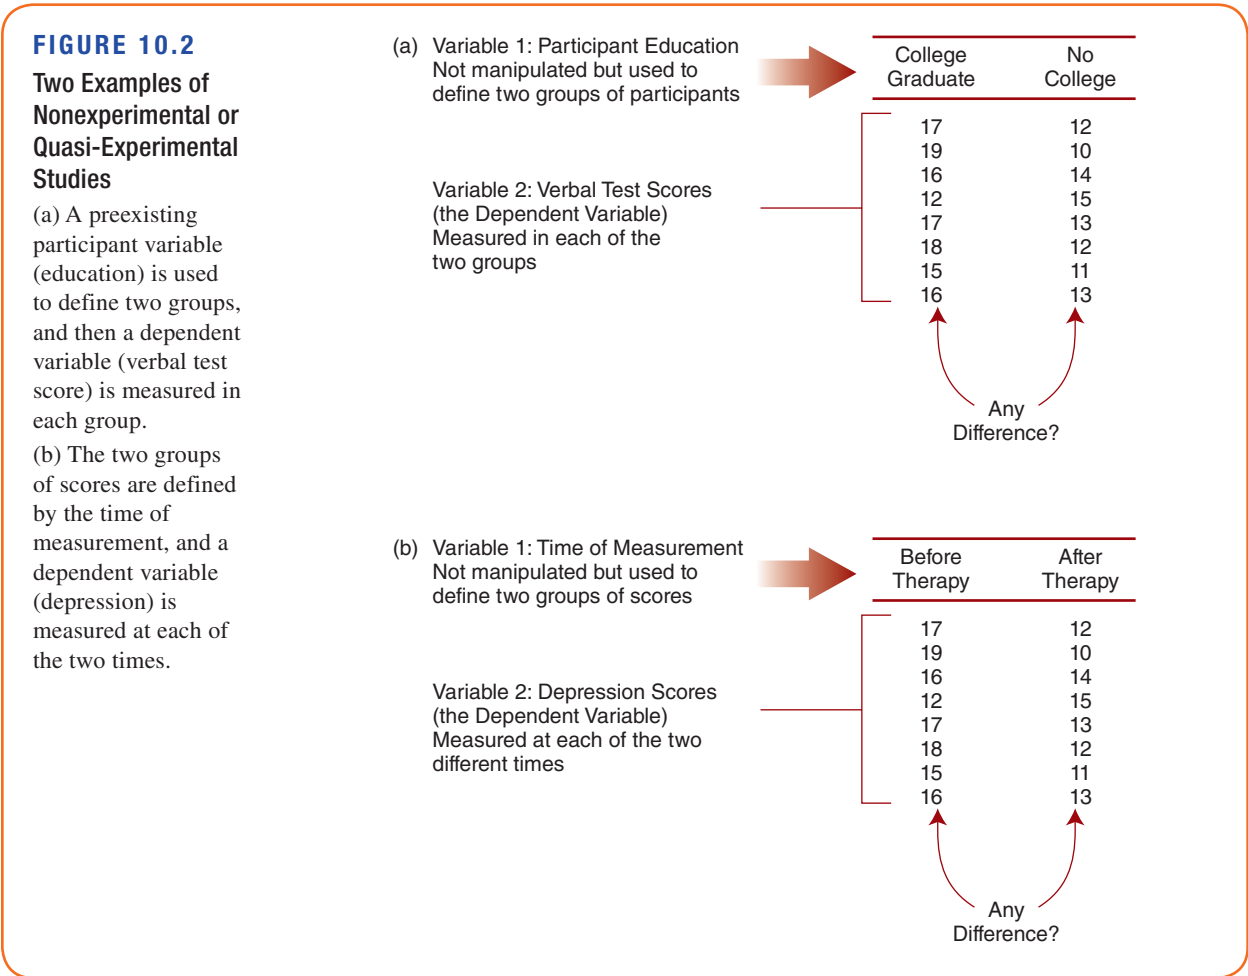 FIGURE 10.2
Two Examples of
Nonexperimental or
Quasi-Experimental
Studies
(a) A preexisting
participant variable
(education) is used
to define two groups,
and then a dependent
variable (verbal test
score) is measured in
each group.
(b) The two groups
of scores are defined
by the time of
measurement, and a
dependent variable
(depression) is
measured at each of
the two times.
(a) Variable 1: Participant Education
Not manipulated but used to
define two groups of participants
College No
Graduate College
Variable 2: Verbal Test Scores
(the Dependent Variable)
Measured in each of the
two groups
17 12
19 10
16 14
12 15
17 13
18 12
15 11
16 13
Any
Difference?
(b) Variable 1: Time of Measurement
Not manipulated but used to
define two groups of scores
Before After
Therapy Therapy
Variable 2: Depression Scores
(the Dependent Variable)
Measured at each of the two
different times
17 12
19 10
16 14
12 15
17 13
18 12
15 11
16 13
Any
Difference?